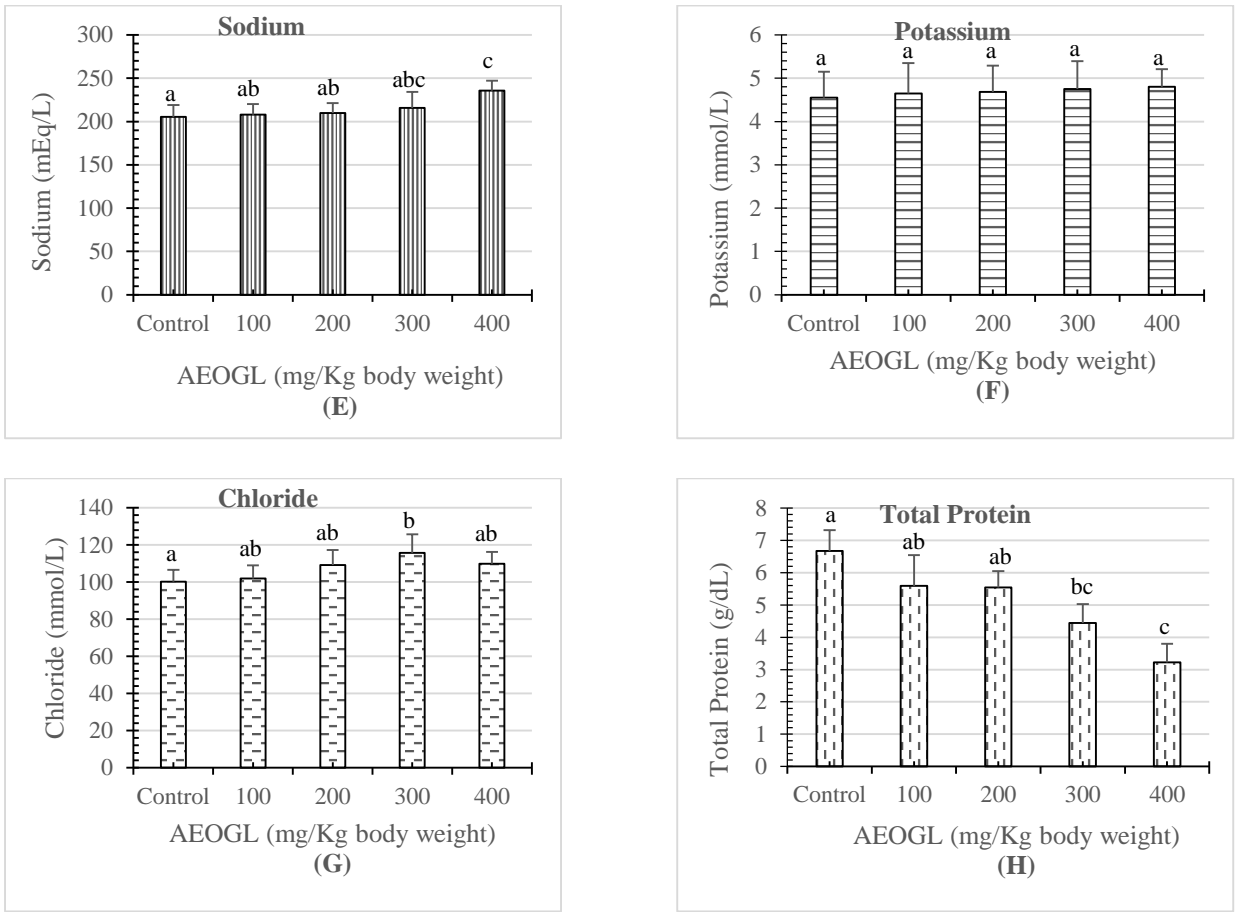 Sodium
300
250
200
150
100
50
0
Sodium (mEq/L)
a
ab
ab
abc
c
Control 100 200 300 400
AEOGL (mg/Kg body weight)
(E)
Potassium
6
5
4
3
2
1
0
Potassium (mmol/L)
a
a
a
a
a
Control 100 200 300 400
AEOGL (mg/Kg body weight)
(F)
Chloride
140
120
100
80
60
40
20
0
Chloride (mmol/L)
a
ab
ab
b
ab
Control 100 200 300 400
AEOGL (mg/Kg body weight)
(G)
Total Protein
8
7
6
5
4
3
2
1
0
Total Protein (g/dL)
a
ab
ab
bc
c
Control 100 200 300 400
AEOGL (mg/Kg body weight)
(H)